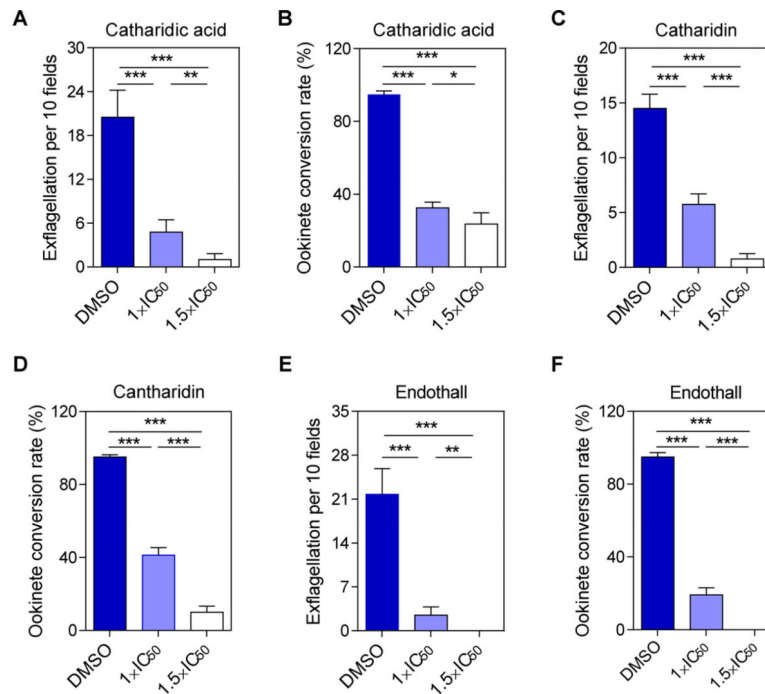 A
Catharidic acid
Exflagellation per 10 fields
30
24
18
12
6
0
***
***
**
DMSO
1×IC50
1.5×IC50
B
Catharidic acid
Ookinete conversion rate (%)
120
80
40
0
***
***
*
DMSO
1×IC50
1.5×IC50
C
Catharidin
Exflagellation per 10 fields
20
15
10
5
0
***
***
***
DMSO
1×IC50
1.5×IC50
D
Cantharidin
Ookinete conversion rate (%)
120
80
40
0
***
***
***
DMSO
1×IC50
1.5×IC50
E
Endothall
Exflagellation per 10 fields
35
28
21
14
7
0
***
***
**
DMSO
1×IC50
1.5×IC50
F
Endothall
Ookinete conversion rate (%)
120
80
40
0
***
***
***
DMSO
1×IC50
1.5×IC50